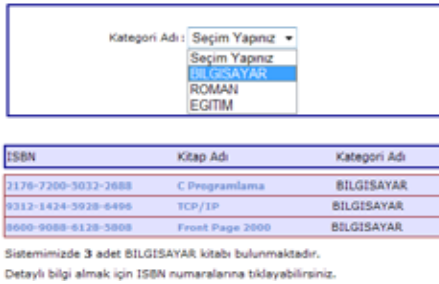 Kategori Adı : Seçim Yapınız
Seçim Yapınız
BILGISAYAR
ROMAN
EGITIM
ISBN Kitap Adı Kategori Adı
2176-7200-5032-2688 C Programlama BILGISAYAR
9312-1424-5928-6496 TCP/IP BILGISAYAR
8600-9088-6128-5808 Front Page 2000 BILGISAYAR
Sistemimizde 3 adet BILGISAYAR kitabı bulunmaktadır.
Detaylı bilgi almak için ISBN numaralarına tıklayabilirsiniz.